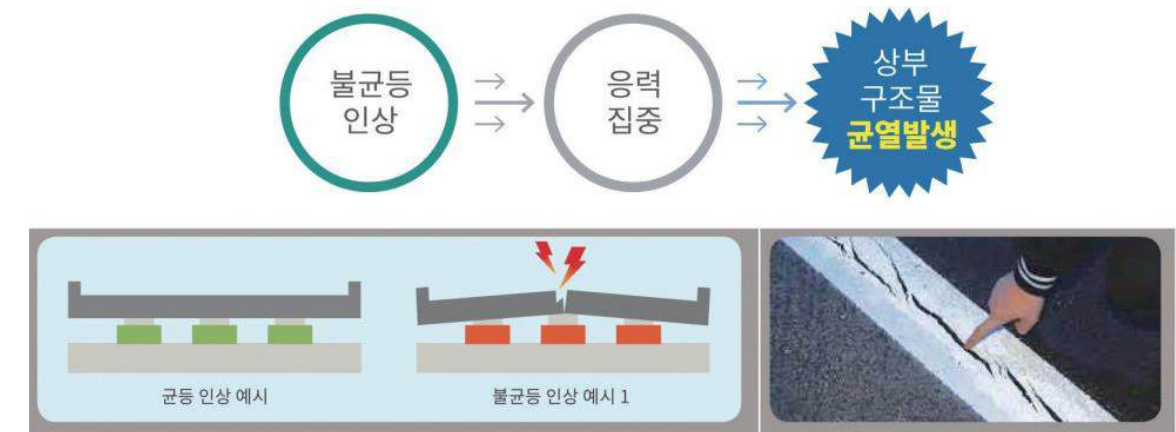 불균등
인상
응력
집중
상부
구조물
균열발생
균등 인상 예시
불균등 인상 예시 1